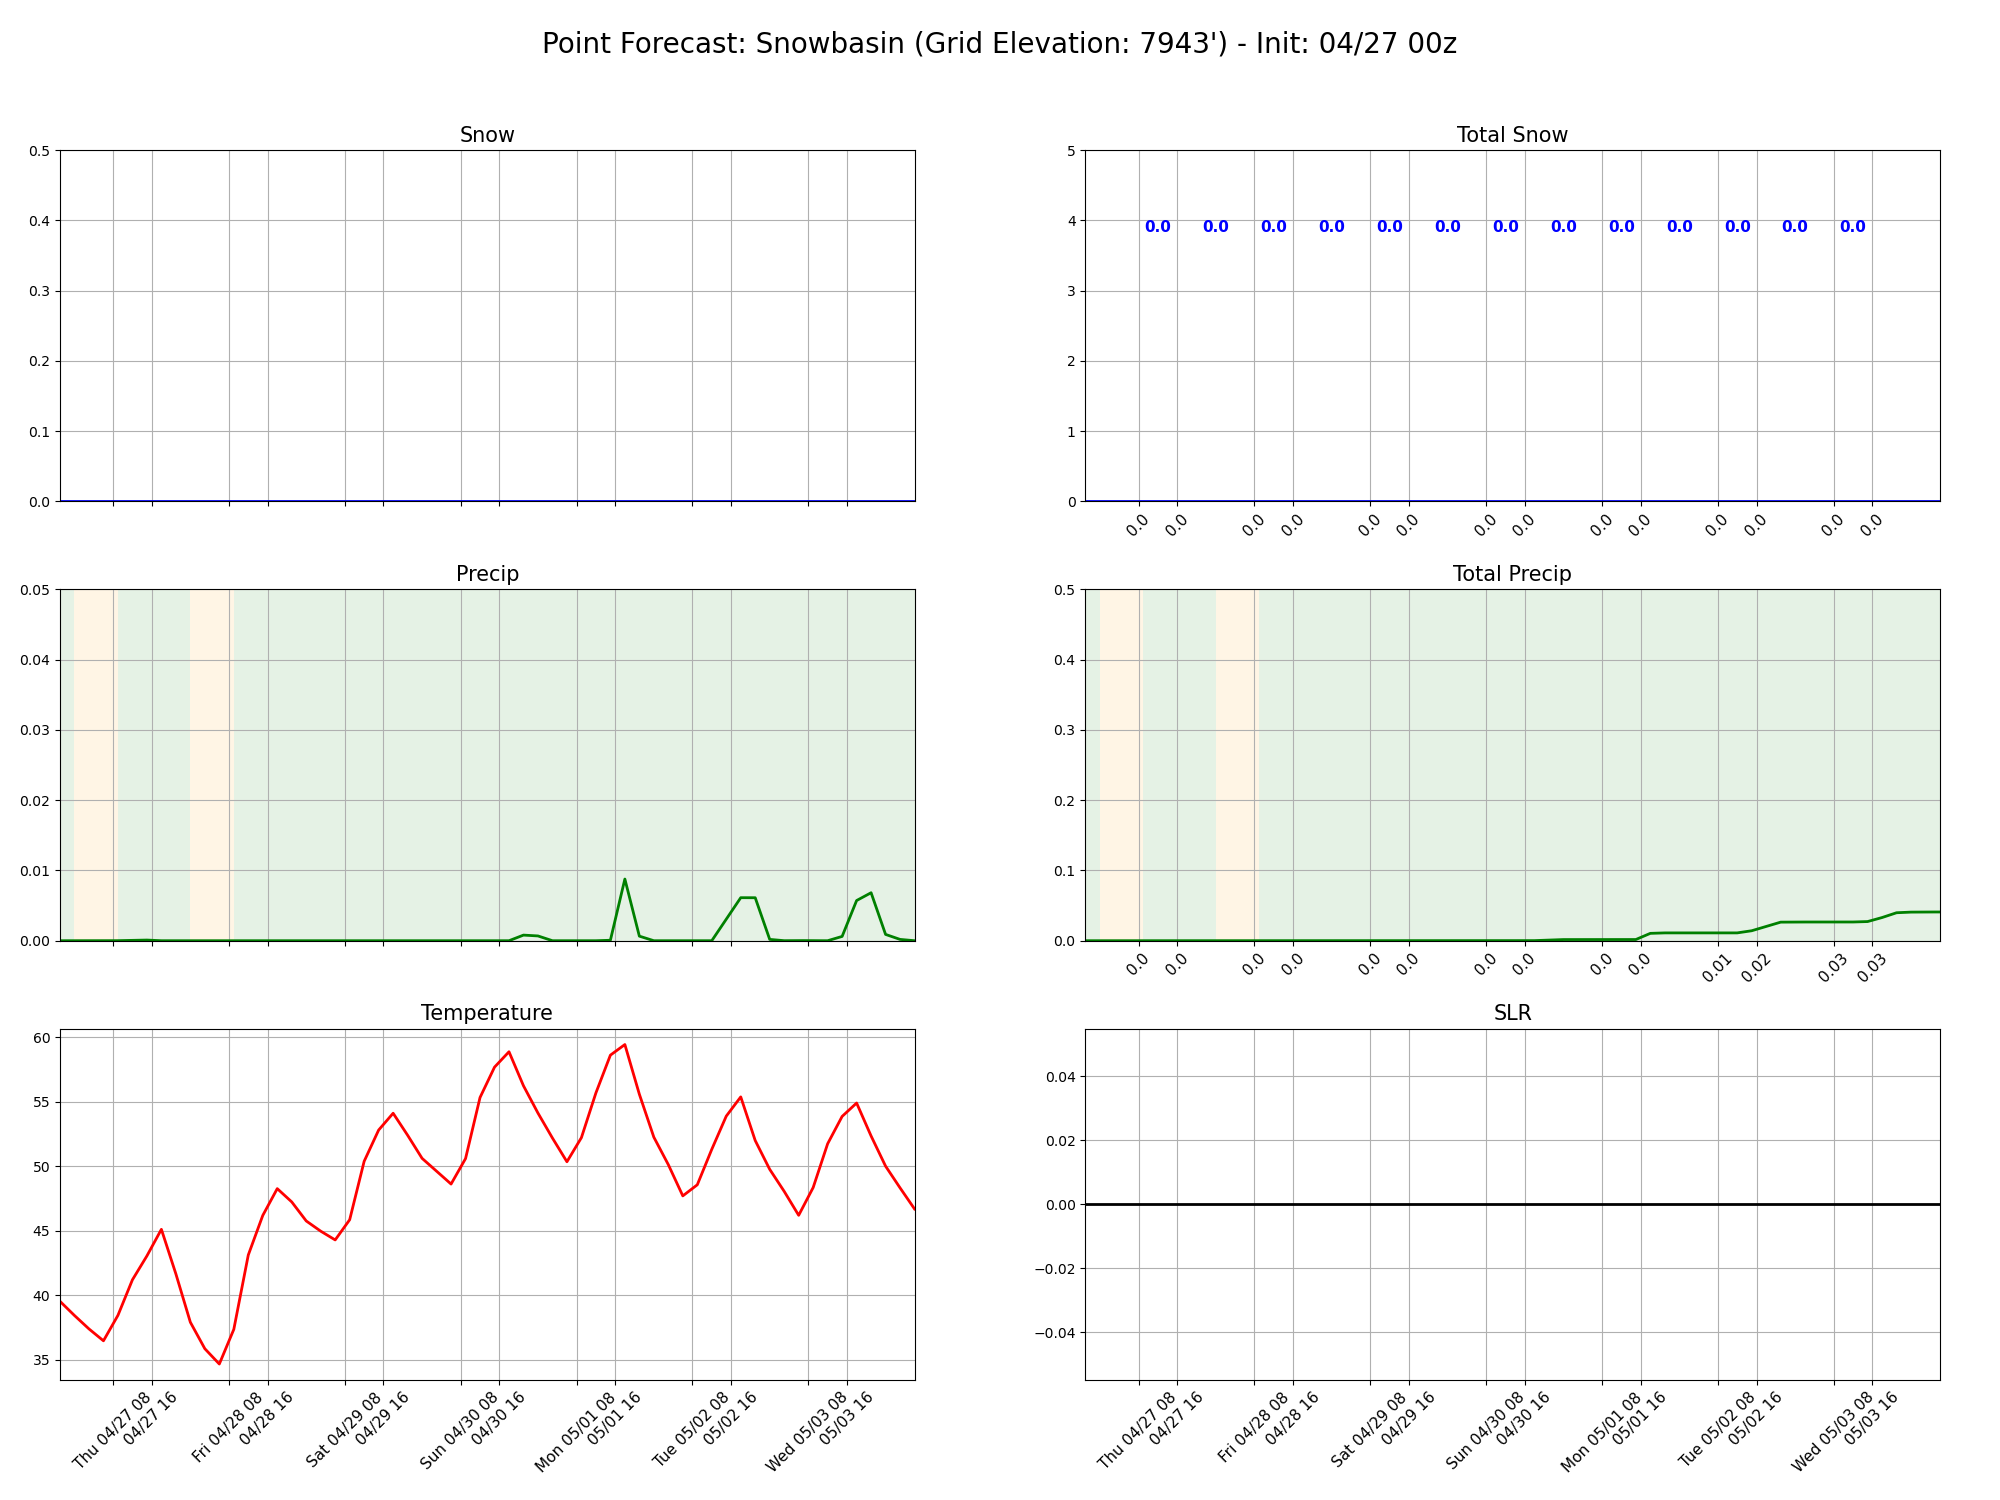 Point Forecast: Snowbasin (Grid Elevation: 7943') - Init: 04/27 00z
Snow
0.5
0.4
0.3
0.2
0.1
0.0
Total Snow
5
4
3
2
1
0
0.0 0.0 0.0 0.0 0.0 0.0 0.0 0.0 0.0 0.0 0.0 0.0 0.0
0.0 0.0 0.0 0.0 0.0 0.0 0.0 0.0 0.0 0.0 0.0 0.0 0.0 0.0
Precip
0.05
0.04
0.03
0.02
0.01
0.00
Total Precip
0.5
0.4
0.3
0.2
0.1
0.0
0.0 0.0 0.0 0.0 0.0 0.0 0.0 0.0 0.0 0.0 0.01 0.02 0.03 0.03
Temperature
60
55
50
45
40
35
Thu 04/27 08
04/27 16
Fri 04/28 08
04/28 16
Sat 04/29 08
04/29 16
Sun 04/30 08
04/30 16
Mon 05/01 08
05/01 16
Tue 05/02 08
05/02 16
Wed 05/03 08
05/03 16
SLR
0.04
0.02
0.00
−0.02
−0.04
Thu 04/27 08
04/27 16
Fri 04/28 08
04/28 16
Sat 04/29 08
04/29 16
Sun 04/30 08
04/30 16
Mon 05/01 08
05/01 16
Tue 05/02 08
05/02 16
Wed 05/03 08
05/03 16